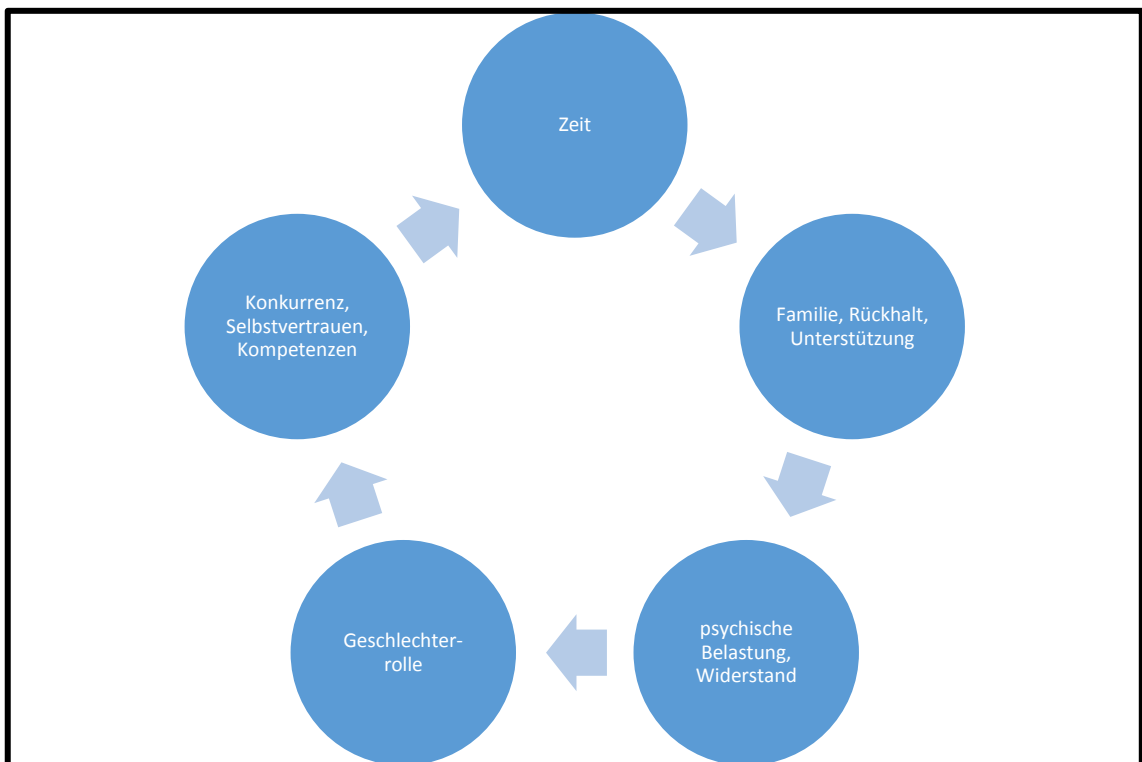 Zeit
Familie, Rückhalt,
Unterstützung
psychische
Belastung,
Widerstand
Geschlechter-
rolle
Konkurrenz,
Selbstvertrauen,
Kompetenzen